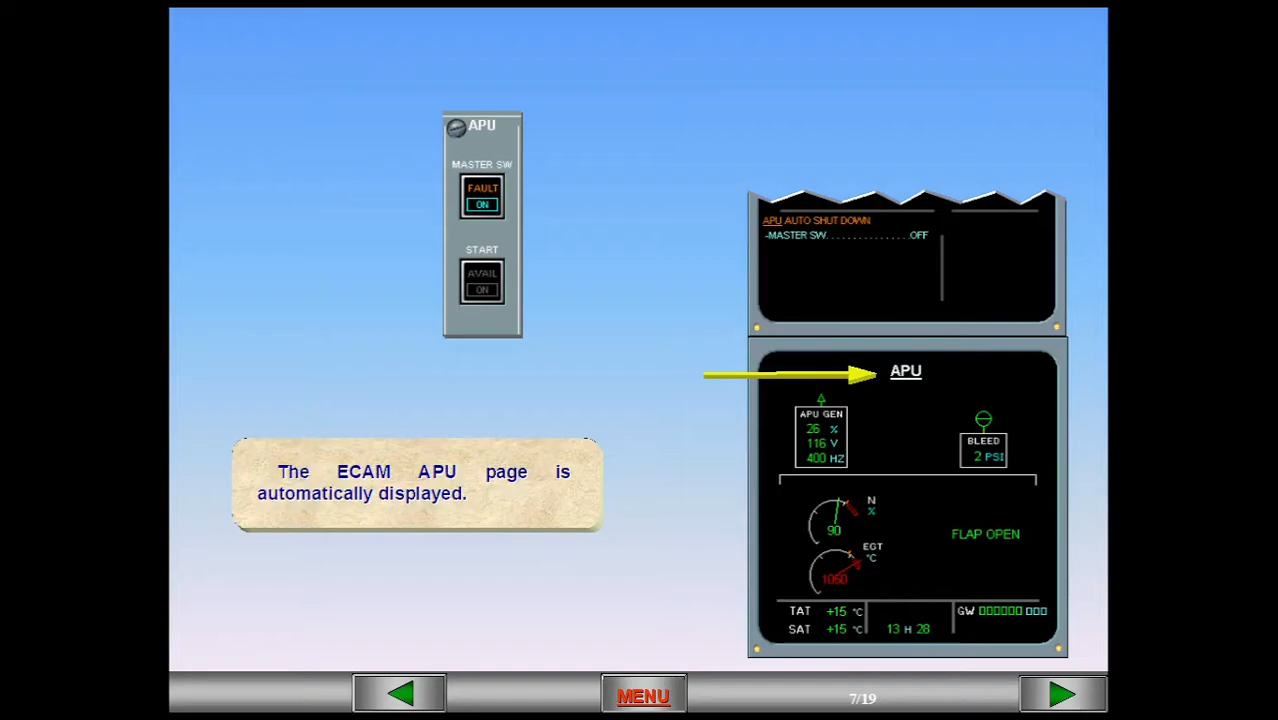 APU
MASTER SW
FAULT
ON
START
AVAIL
ON
APU AUTO SHUT DOWN
-MASTER SW...............OFF
APU
APU GEN
26 %
116 V
400 HZ
BLEED
2 PSI
N
%
90
FLAP OPEN
EGT
°C
1060
TAT +15 °C
GW
SAT +15 °C
13 H 28
The ECAM APU page is
automatically displayed.
MENU
7/19